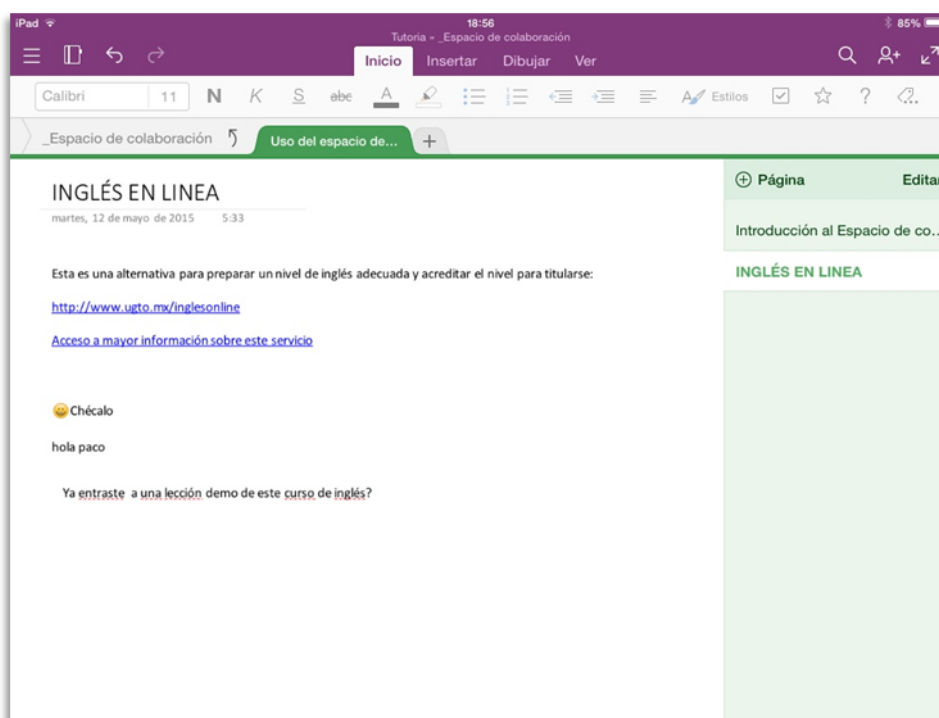 iPad 18:56 85%
Tutoria » _Espacio de colaboración
Inicio Insertar Dibujar Ver
Calibri 11 N K S abc A Estilos ?
_Espacio de colaboración Uso del espacio de... +
INGLÉS EN LINEA
martes, 12 de mayo de 2015 5:33
Esta es una alternativa para preparar un nivel de inglés adecuada y acreditar el nivel para titularse:
http://www.ugto.mx/inglesonline
Acceso a mayor información sobre este servicio
😀 Chécalo
hola paco
Ya entraste a una lección demo de este curso de inglés?
Página Editar
Introducción al Espacio de co...
INGLÉS EN LINEA